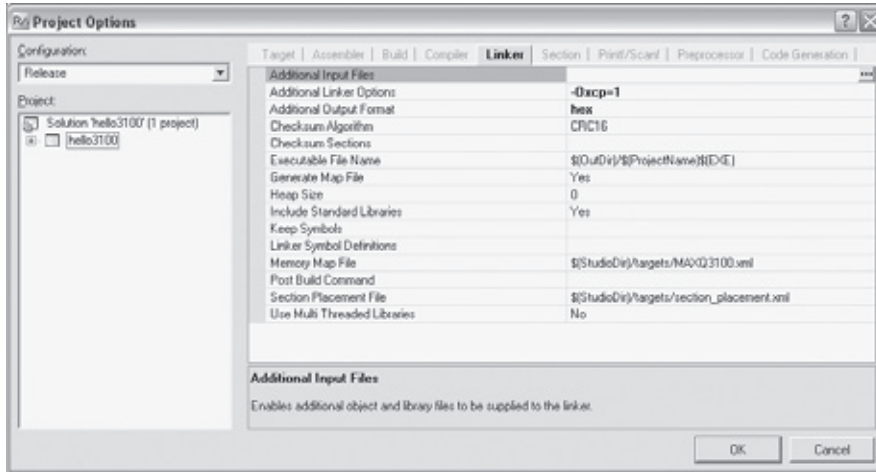 Project Options
Configuration:
Release
Project:
Solution 'hello3100' (1 project)
hello3100
Target | Assembler | Build | Compiler | Linker | Section | Printf/Scanf | Preprocessor | Code Generation |
Additional Input Files
Additional Linker Options -Oxcp=1
Additional Output Format hex
Checksum Algorithm CRC16
Checksum Sections
Executable File Name $(OutDir)/$(ProjectName)$(EXE)
Generate Map File Yes
Heap Size 0
Include Standard Libraries Yes
Keep Symbols
Linker Symbol Definitions
Memory Map File $(StudioDir)/targets/MAXQ3100.xml
Post Build Command
Section Placement File $(StudioDir)/targets/section_placement.xml
Use Multi Threaded Libraries No
Additional Input Files
Enables additional object and library files to be supplied to the linker.
OK Cancel